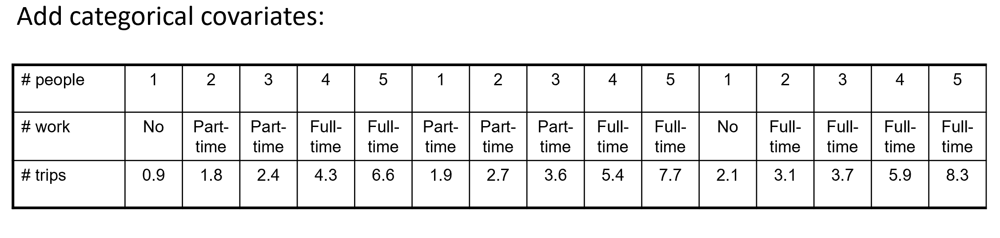 Add categorical covariates:
# people 1 2 3 4 5 1 2 3 4 5 1 2 3 4 5
# work No Part- Part- Full- Full- Part- Part- Part- Full- Full- No Full- Full- Full- Full-
time time time time time time time time time time time time time
# trips 0.9 1.8 2.4 4.3 6.6 1.9 2.7 3.6 5.4 7.7 2.1 3.1 3.7 5.9 8.3